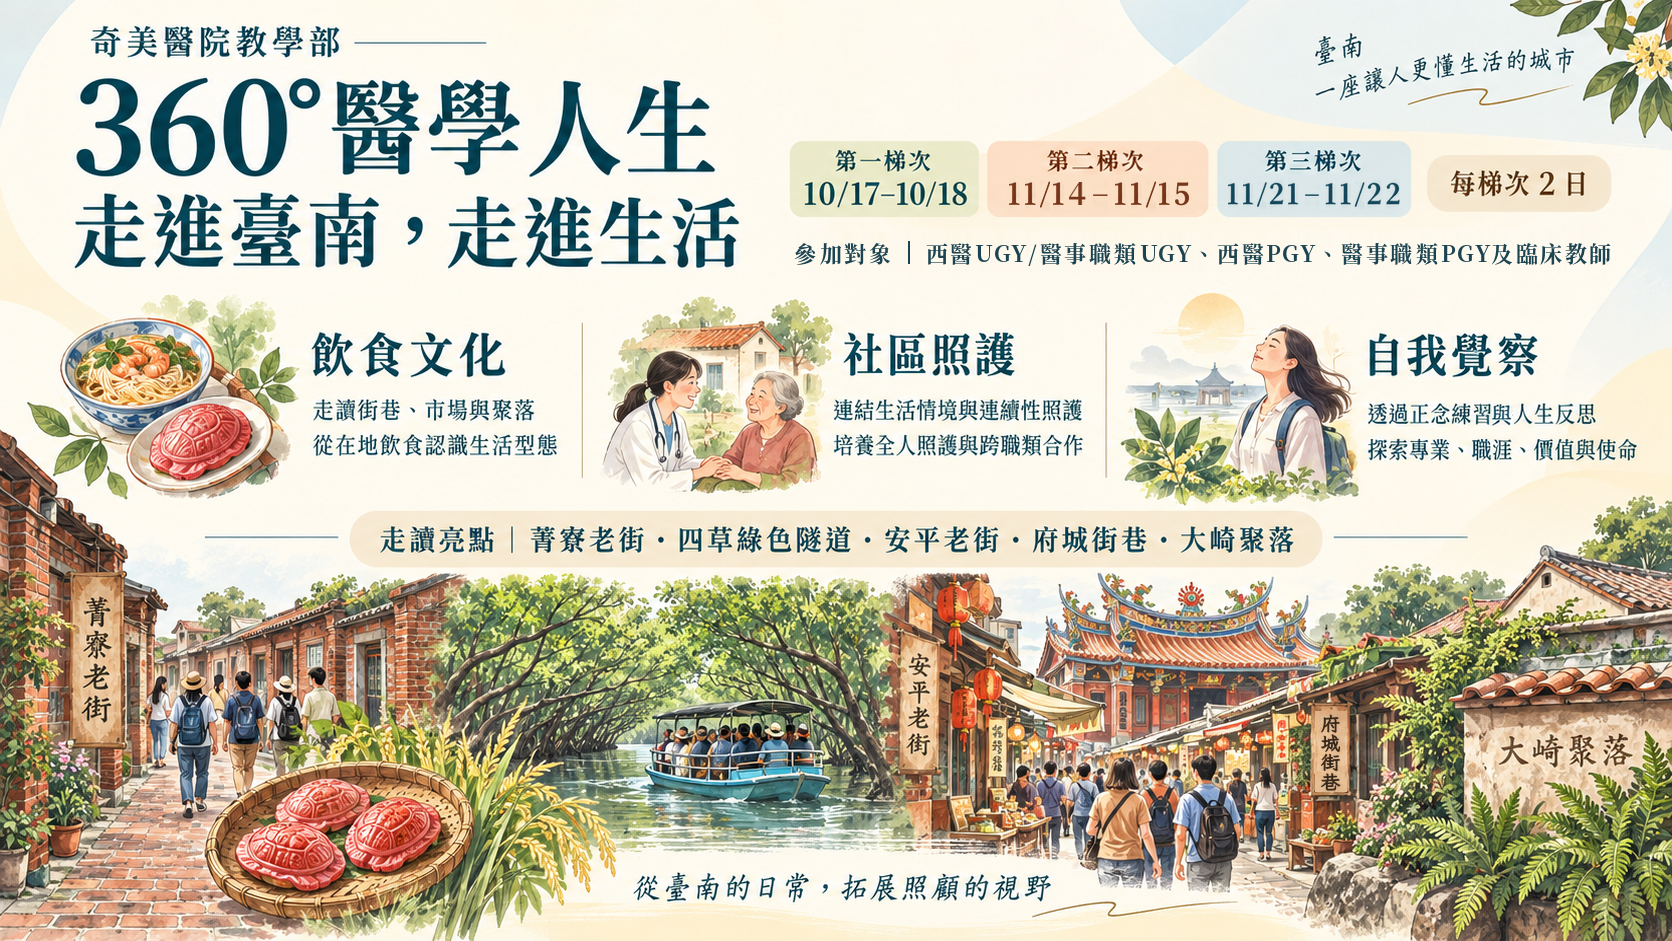 奇美醫院教學部
360°醫學人生
走進臺南，走進生活
臺南
一座讓人更懂生活的城市
第一梯次
10/17–10/18
第二梯次
11/14–11/15
第三梯次
11/21–11/22
每梯次 2 日
參加對象｜西醫UGY/醫事職類UGY、西醫PGY、醫事職類PGY及臨床教師
飲食文化
走讀街巷、市場與聚落
從在地飲食認識生活型態
社區照護
連結生活情境與連續性照護
培養全人照護與跨職類合作
自我覺察
透過正念練習與人生反思
探索專業、職涯、價值與使命
走讀亮點｜菁寮老街・四草綠色隧道・安平老街・府城街巷・大崎聚落
菁寮老街
安平老街
府城街巷
大崎聚落
從臺南的日常，拓展照顧的視野